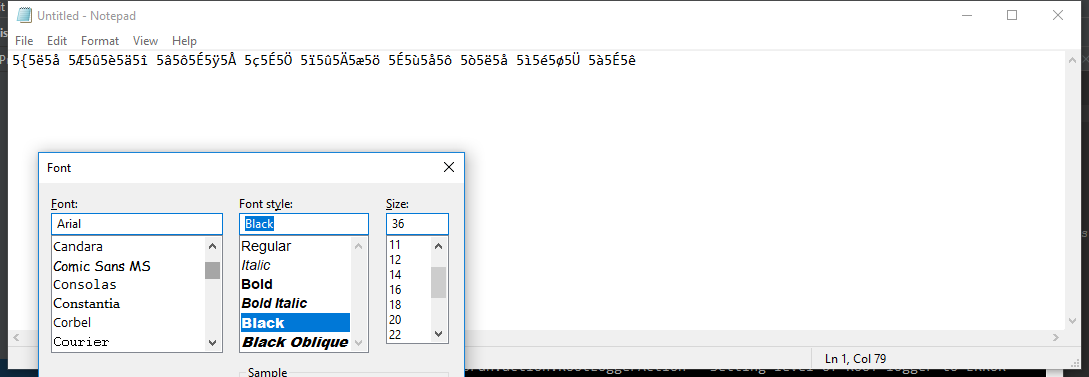 Untitled - Notepad
File Edit Format View Help
5{5ë5å 5Æ5û5è5ä5î 5â5ô5É5ÿ5Å 5ç5É5Ö 5ï5û5Ä5æ5ö 5É5ù5å5ô 5ò5ë5å 5ì5é5ø5Ü 5à5É5ê
Font
Font: Font style: Size:
Arial Black 36
Candara Regular 11
Comic Sans MS Italic 12
Consolas Bold 14
Constantia Bold Italic 16
Corbel Black 18
Courier Black Oblique 20
22
Sample
Ln 1, Col 79